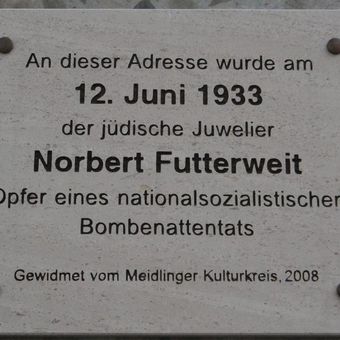 An dieser Adresse wurde am
12. Juni 1933
der jüdische Juwelier
Norbert Futterweit
Opfer eines nationalsozialistischen
Bombenattentats
Gewidmet vom Meidlinger Kulturkreis, 2008